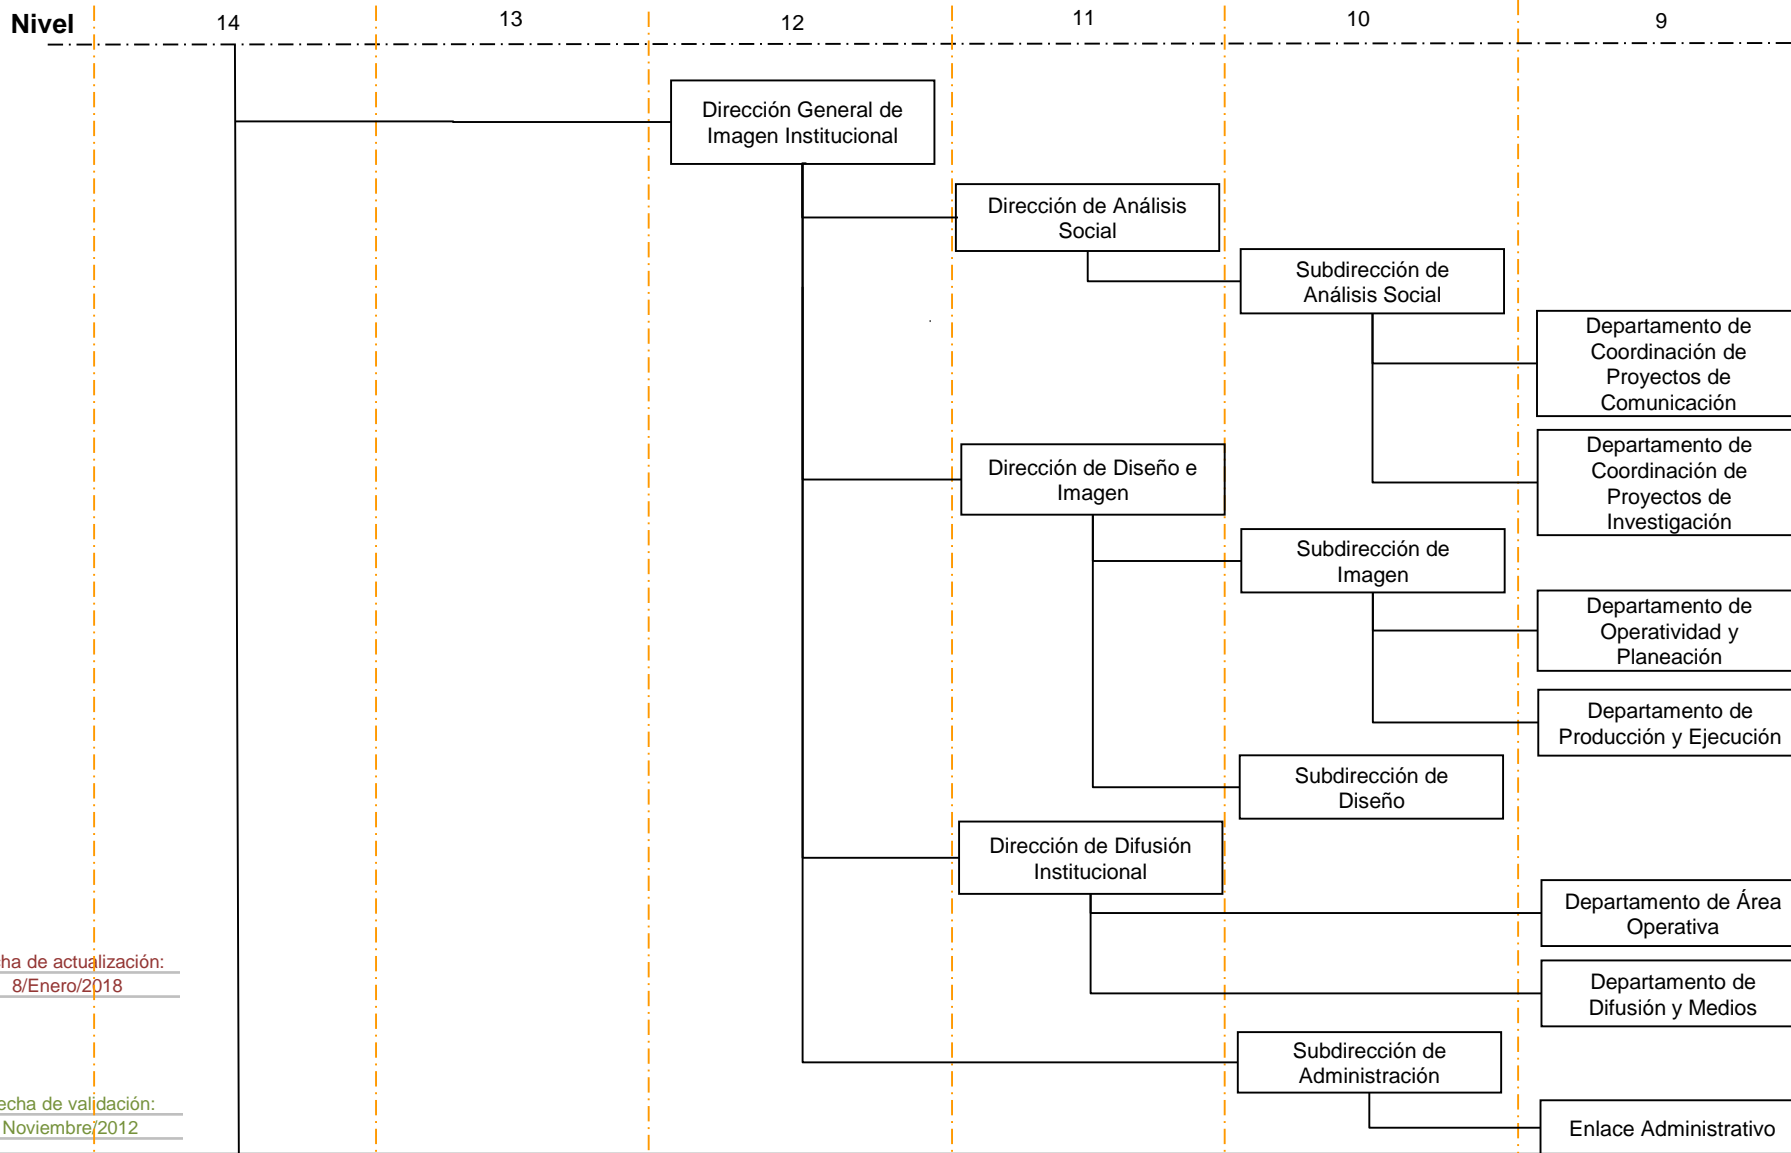 Nivel 14 13 12 11 10 9
Dirección General de
Imagen Institucional
Dirección de Análisis
Social
Subdirección de
Análisis Social
Departamento de
Coordinación de
Proyectos de
Comunicación
Departamento de
Coordinación de
Proyectos de
Investigación
Dirección de Diseño e
Imagen
Subdirección de
Imagen
Departamento de
Operatividad y
Planeación
Departamento de
Producción y Ejecución
Subdirección de
Diseño
Dirección de Difusión
Institucional
Departamento de Área
Operativa
Departamento de
Difusión y Medios
Subdirección de
Administración
Enlace Administrativo
ha de actualización:
8/Enero/2018
echa de validación:
Noviembre/2012